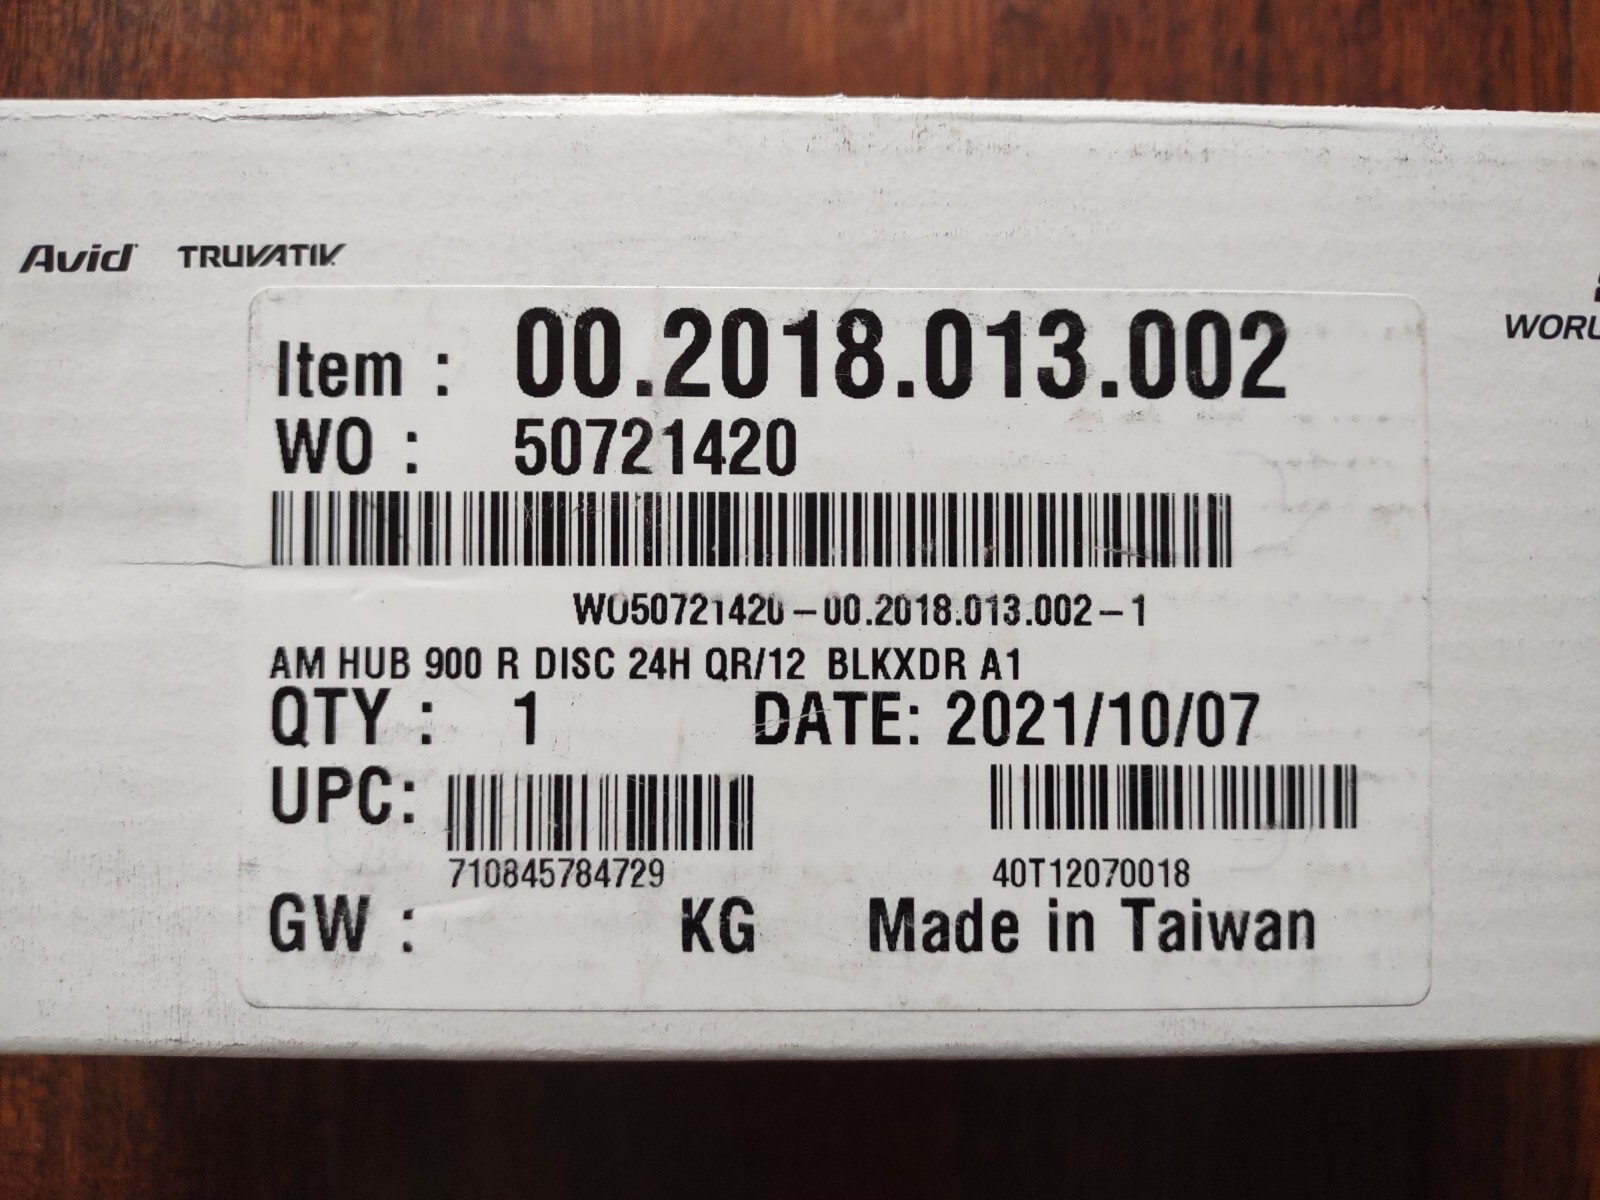 Avid TRUVATIV
Item : 00.2018.013.002
WO : 50721420
WO50721420-00.2018.013.002-1
AM HUB 900 R DISC 24H QR/12 BLKXDR A1
QTY : 1 DATE: 2021/10/07
UPC:
710845784729 40T12070018
GW : KG Made in Taiwan